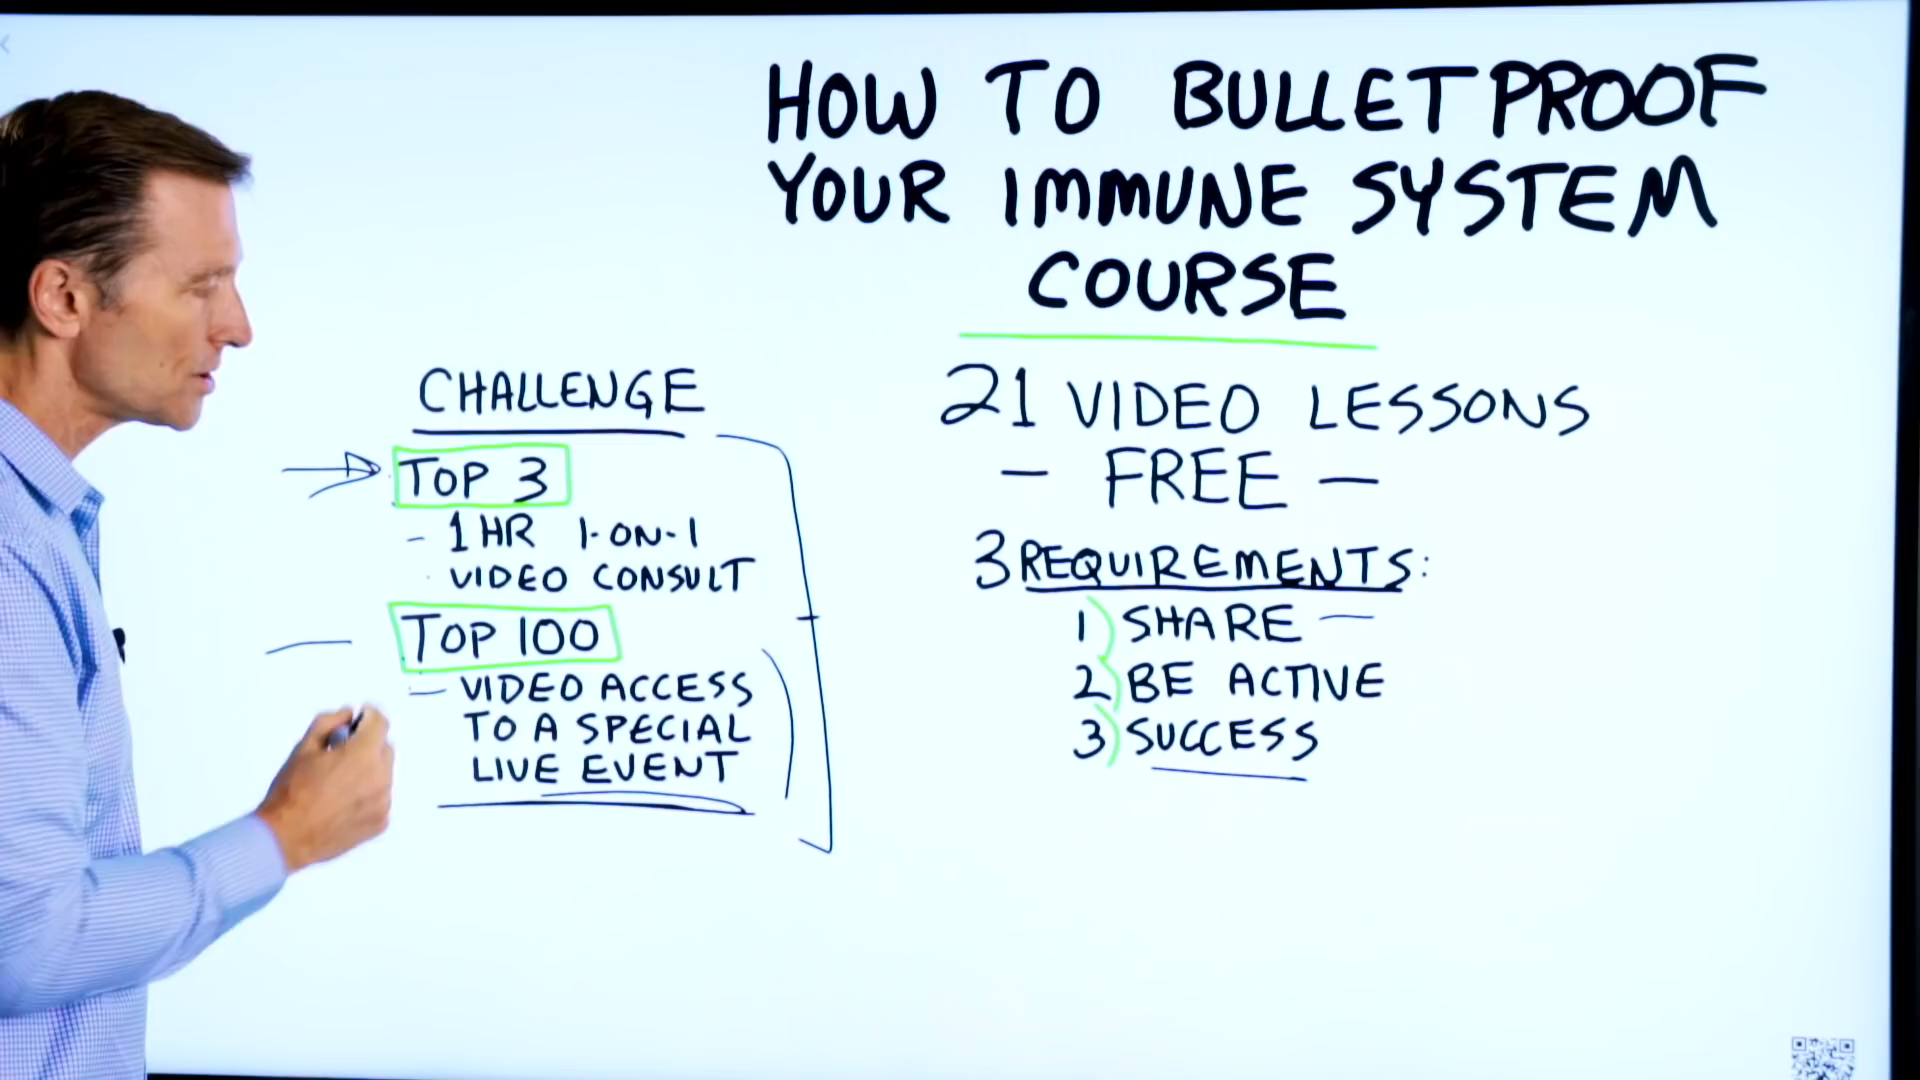 HOW TO BULLETPROOF
YOUR IMMUNE SYSTEM
COURSE
CHALLENGE
TOP 3
- 1 HR 1-ON-1
VIDEO CONSULT
TOP 100
- VIDEO ACCESS
TO A SPECIAL
LIVE EVENT
21 VIDEO LESSONS
- FREE -
3 REQUIREMENTS:
1) SHARE -
2) BE ACTIVE
3) SUCCESS